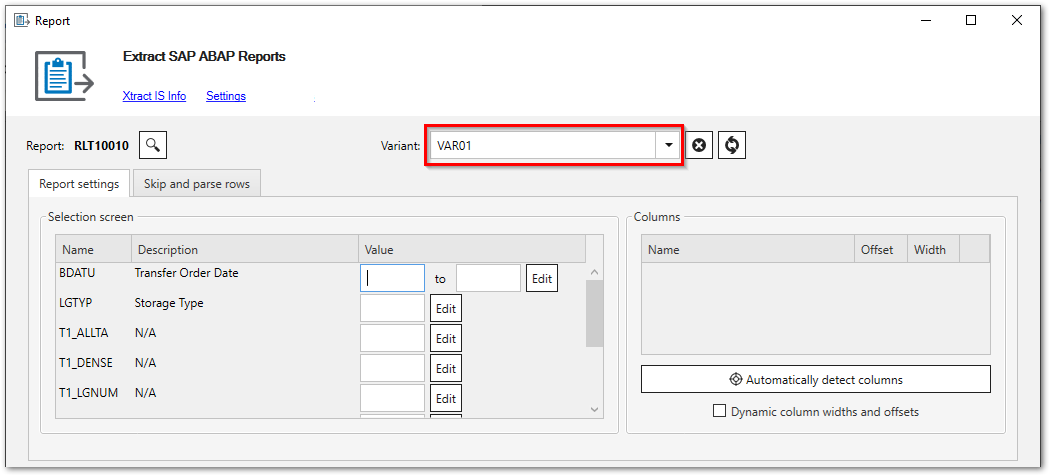 Report
Extract SAP ABAP Reports
Xtract IS Info Settings
Report: RLT10010 Variant: VAR01
Report settings Skip and parse rows
Selection screen Columns
Name Description Value Name Offset Width
BDATU Transfer Order Date to Edit
LGTYP Storage Type Edit
T1_ALLTA N/A Edit
T1_DENSE N/A Edit
T1_LGNUM N/A Edit
Automatically detect columns
Dynamic column widths and offsets